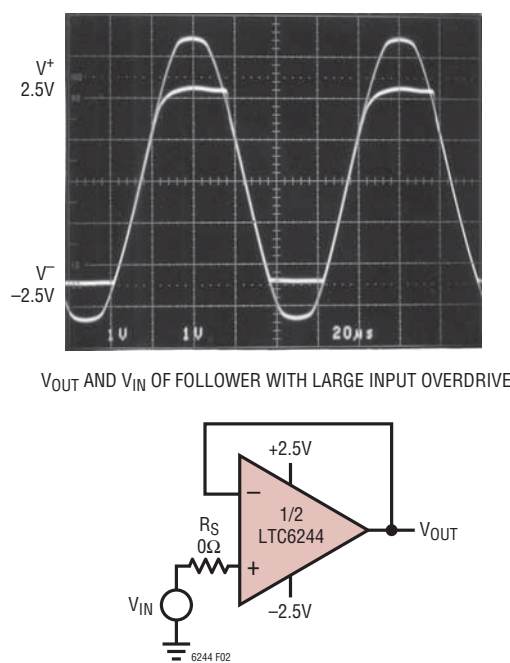 V+
2.5V
V–
–2.5V
1V 1V 20µs
VOUT AND VIN OF FOLLOWER WITH LARGE INPUT OVERDRIVE
+2.5V
–
1/2
LTC6244
VOUT
RS
0Ω
+
VIN
–2.5V
6244 F02